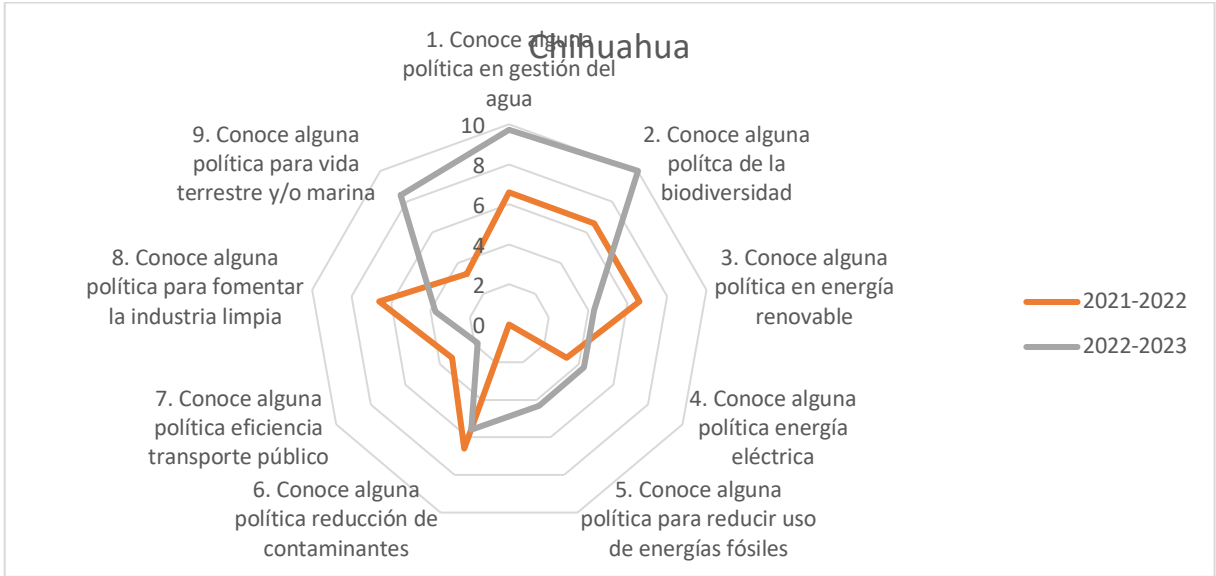 Chihuahua
1. Conoce alguna
política en gestión del
agua
2. Conoce alguna
polítca de la
biodiversidad
3. Conoce alguna
política en energía
renovable
4. Conoce alguna
política energía
eléctrica
5. Conoce alguna
política para reducir uso
de energías fósiles
6. Conoce alguna
política reducción de
contaminantes
7. Conoce alguna
política eficiencia
transporte público
8. Conoce alguna
política para fomentar
la industria limpia
9. Conoce alguna
política para vida
terrestre y/o marina
10
8
6
4
2
0
2021-2022
2022-2023